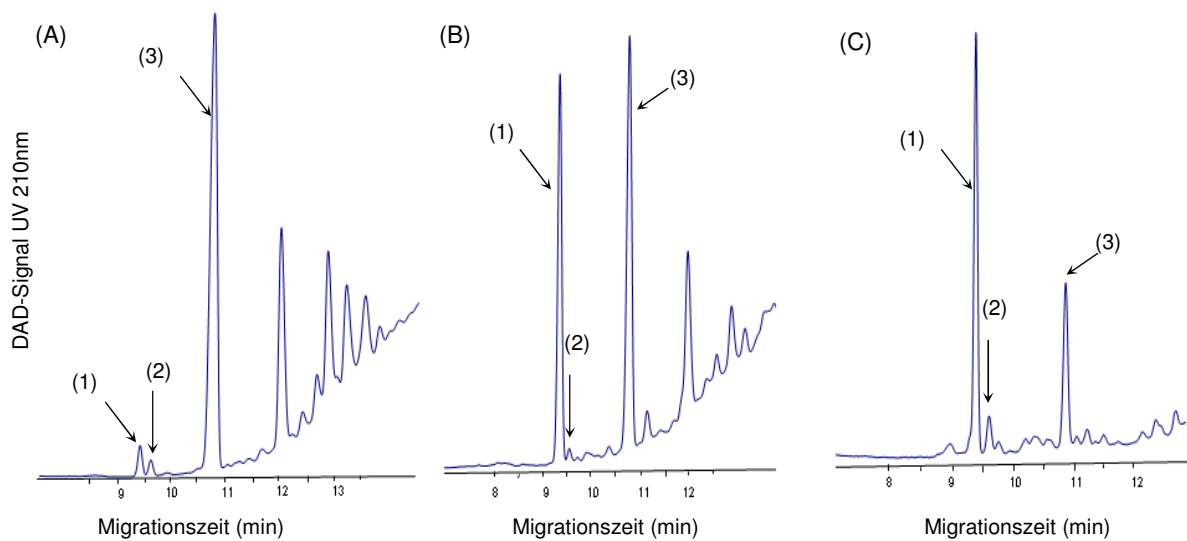 (A)
(3)
(1)
(2)
DAD-Signal UV 210nm
9 10 11 12 13
Migrationszeit (min)
(B)
(1)
(3)
(2)
8 9 10 11 12
Migrationszeit (min)
(C)
(1)
(3)
(2)
8 9 10 11 12
Migrationszeit (min)